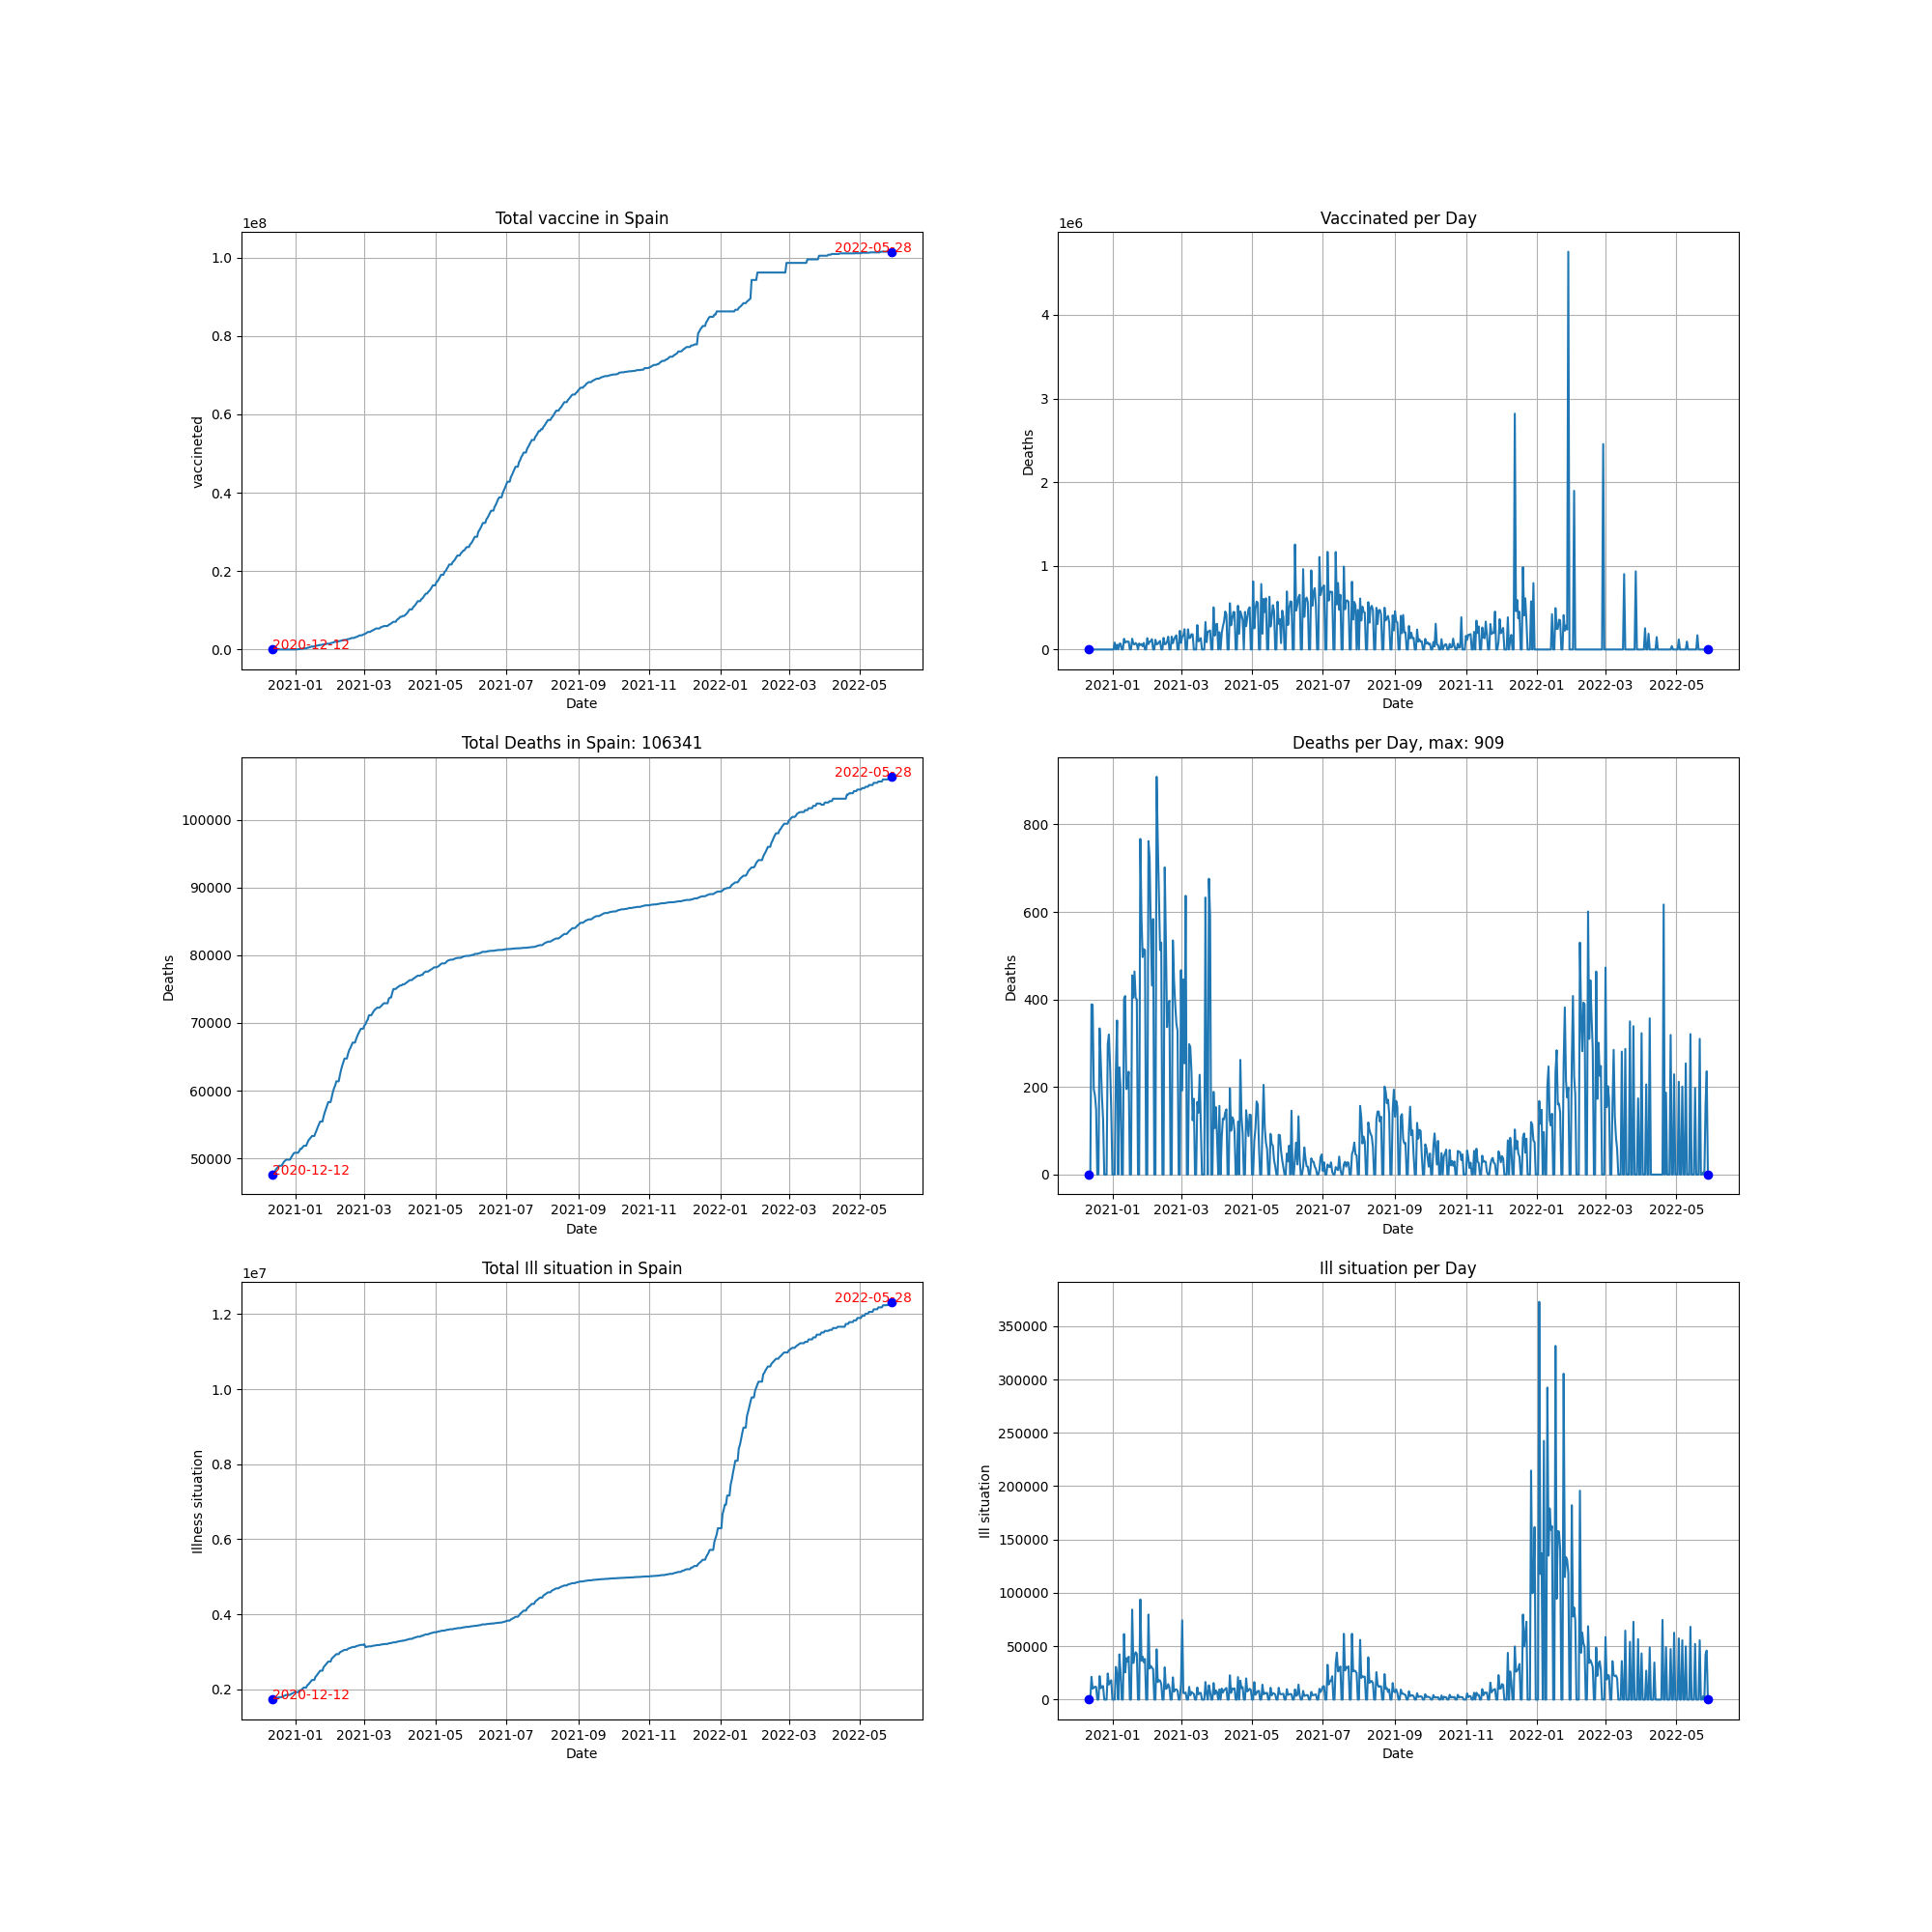 Total vaccine in Spain
1e8
vaccineted
1.0
0.8
0.6
0.4
0.2
0.0
2020-12-12
2022-05-28
2021-01 2021-03 2021-05 2021-07 2021-09 2021-11 2022-01 2022-03 2022-05
Date
Vaccinated per Day
1e6
Deaths
4
3
2
1
0
2021-01 2021-03 2021-05 2021-07 2021-09 2021-11 2022-01 2022-03 2022-05
Date
Total Deaths in Spain: 106341
Deaths
100000
90000
80000
70000
60000
50000
2020-12-12
2022-05-28
2021-01 2021-03 2021-05 2021-07 2021-09 2021-11 2022-01 2022-03 2022-05
Date
Deaths per Day, max: 909
Deaths
800
600
400
200
0
2021-01 2021-03 2021-05 2021-07 2021-09 2021-11 2022-01 2022-03 2022-05
Date
Total Ill situation in Spain
1e7
Illness situation
1.2
1.0
0.8
0.6
0.4
0.2
2020-12-12
2022-05-28
2021-01 2021-03 2021-05 2021-07 2021-09 2021-11 2022-01 2022-03 2022-05
Date
Ill situation per Day
Ill situation
350000
300000
250000
200000
150000
100000
50000
0
2021-01 2021-03 2021-05 2021-07 2021-09 2021-11 2022-01 2022-03 2022-05
Date